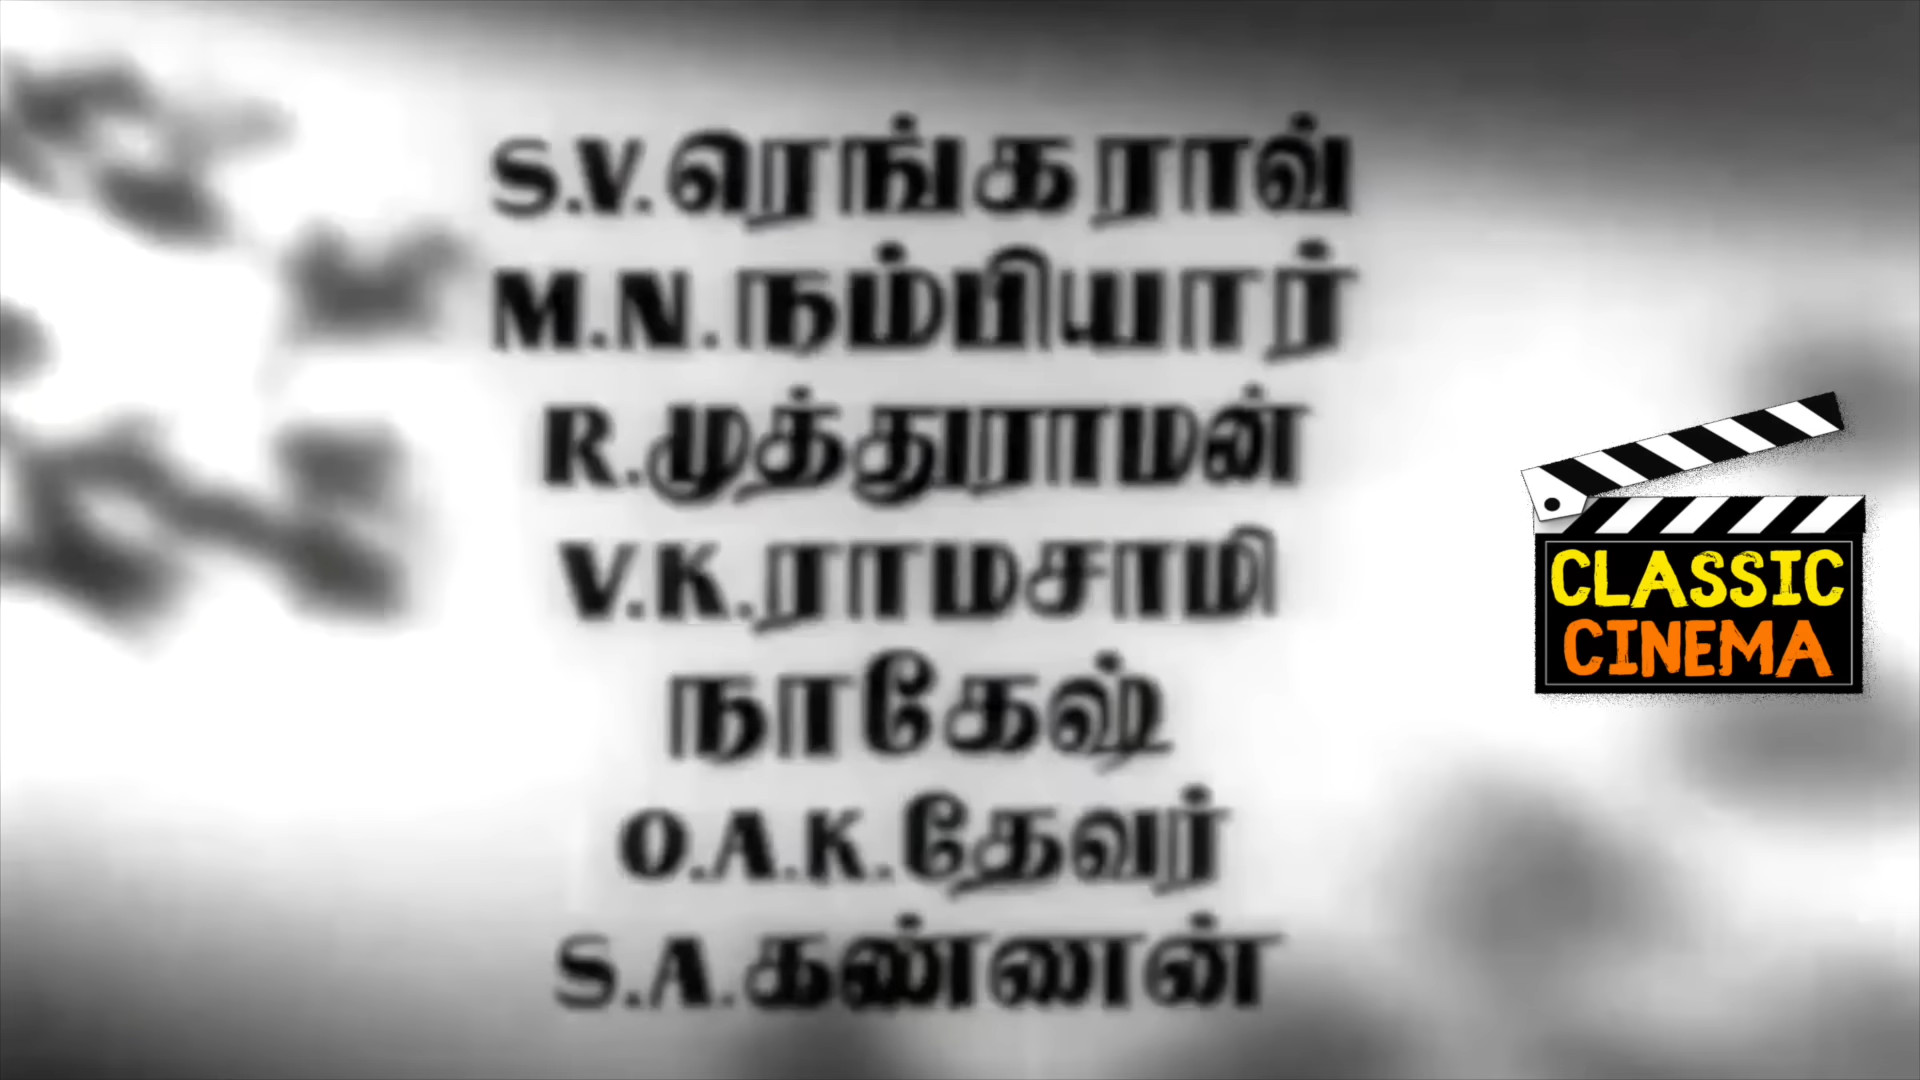 S.V.ரெங்கராவ்
M.N.நம்பியார்
R.முத்துராமன்
V.K.ராமசாமி
நாகேஷ்
O.A.K.தேவர்
S.A.கண்ணன்
CLASSIC
CINEMA